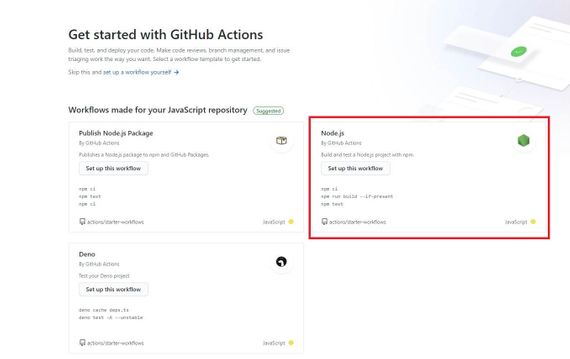 Get started with GitHub Actions
Build, test, and deploy your code. Make code reviews, branch management, and issue
triaging work the way you want. Select a workflow template to get started.
Skip this and set up a workflow yourself →
Workflows made for your JavaScript repository Suggested
Publish Node.js Package
By GitHub Actions
Publishes a Node.js package to npm and GitHub Packages.
Set up this workflow
npm ci
npm test
npm ci
actions/starter-workflows JavaScript
Node.js
By GitHub Actions
Build and test a Node.js project with npm.
Set up this workflow
npm ci
npm run build --if-present
npm test
actions/starter-workflows JavaScript
Deno
By GitHub Actions
Test your Deno project
Set up this workflow
deno cache deps.ts
deno test -A --unstable
actions/starter-workflows JavaScript